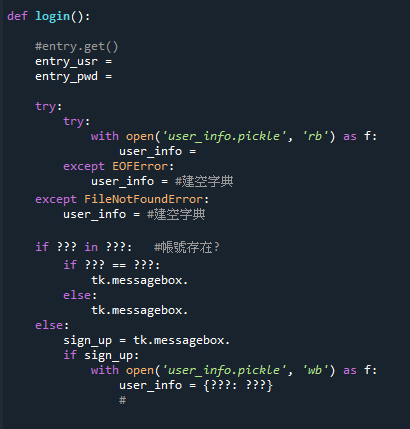 def login():
    #entry.get()
    entry_usr =
    entry_pwd =
    try:
        try:
            with open('user_info.pickle', 'rb') as f:
                user_info =
        except EOFError:
            user_info = #建空字典
    except FileNotFoundError:
        user_info = #建空字典
    if ??? in ???:   #帳號存在?
        if ??? == ???:
            tk.messagebox.
        else:
            tk.messagebox.
    else:
        sign_up = tk.messagebox.
        if sign_up:
            with open('user_info.pickle', 'wb') as f:
                user_info = {???: ???}
                #